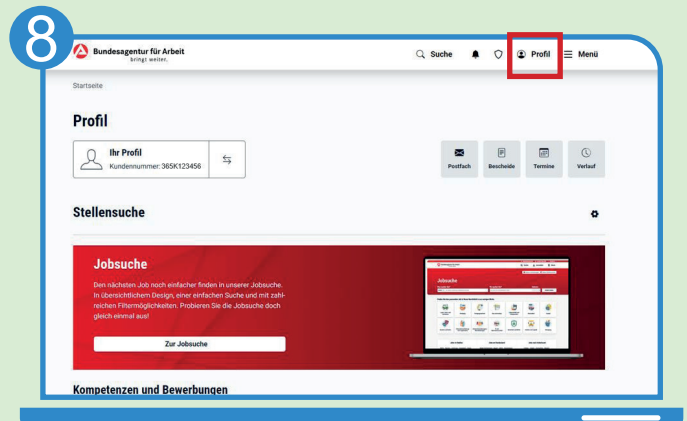 8
Bundesagentur für Arbeit
bringt weiter.
Suche
Profil
Menü
Startseite
Profil
Ihr Profil
Kundennummer: 365K123456
Postfach
Bescheide
Termine
Verlauf
Stellensuche
Jobsuche
Den nächsten Job noch einfacher finden in unserer Jobsuche.
In übersichtlichem Design, einer einfachen Suche und mit zahl-
reichen Filtermöglichkeiten. Probieren Sie die Jobsuche doch
gleich einmal aus!
Zur Jobsuche
Jobsuche
Kompetenzen und Bewerbungen